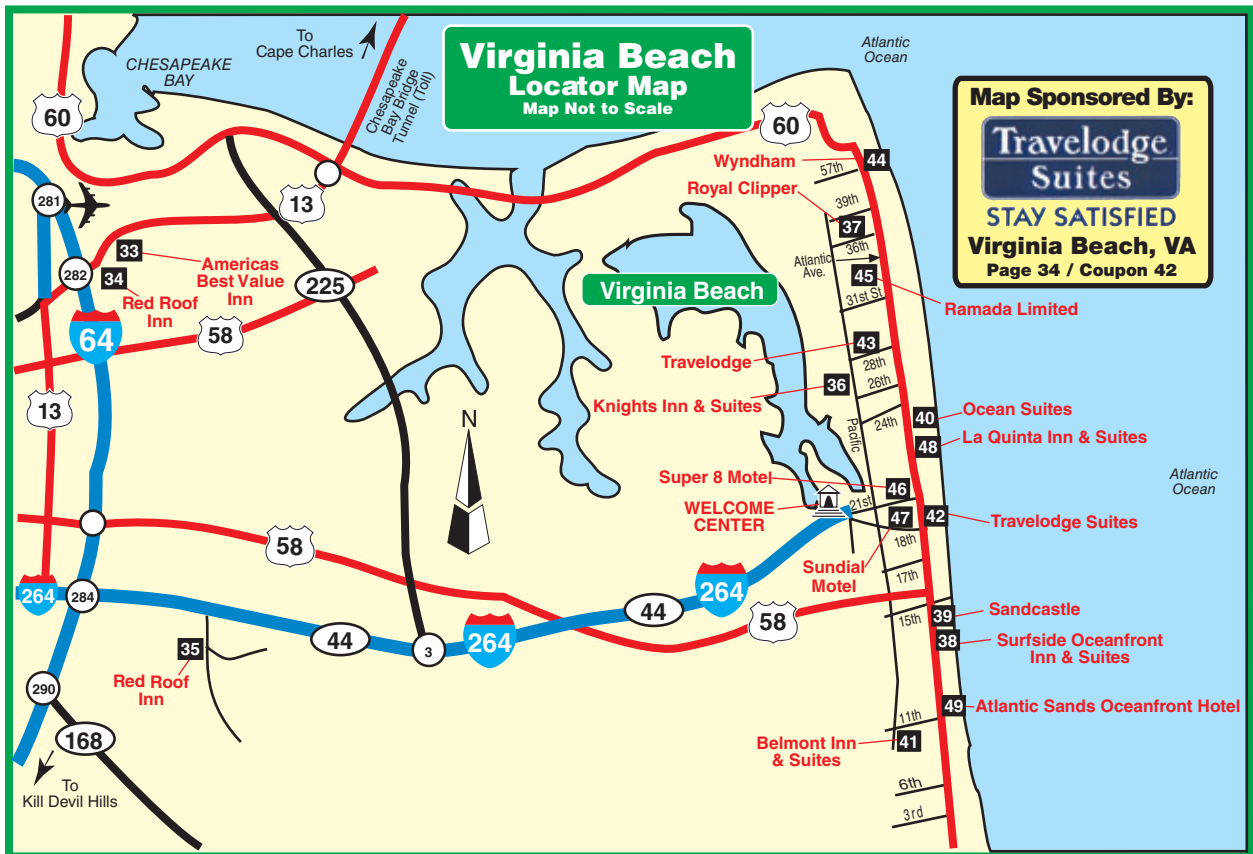 To
Cape Charles
CHESAPEAKE
BAY
Chesapeake
Bay Bridge
Tunnel (Toll)
Virginia Beach
Locator Map
Map Not to Scale
Atlantic
Ocean
Map Sponsored By:
Travelodge
Suites
STAY SATISFIED
Virginia Beach, VA
Page 34 / Coupon 42
60
60
Wyndham
44
57th
Royal Clipper
39th
37
36th
281
13
33
Americas
Best Value
Inn
282
34
Red Roof
Inn
225
Atlantic
Ave.
45
Ramada Limited
31st St
Virginia Beach
64
58
Travelodge
43
28th
13
36
Knights Inn & Suites
26th
24th
Pacific
N
40
Ocean Suites
48
La Quinta Inn & Suites
Atlantic
Ocean
Super 8 Motel
46
WELCOME
CENTER
21st
47
42
Travelodge Suites
58
18th
Sundial
Motel
17th
264
284
264
44
58
15th
39
Sandcastle
38
Surfside Oceanfront
Inn & Suites
44
3
264
35
Red Roof
Inn
290
168
To
Kill Devil Hills
49
Atlantic Sands Oceanfront Hotel
11th
41
Belmont Inn
& Suites
6th
3rd